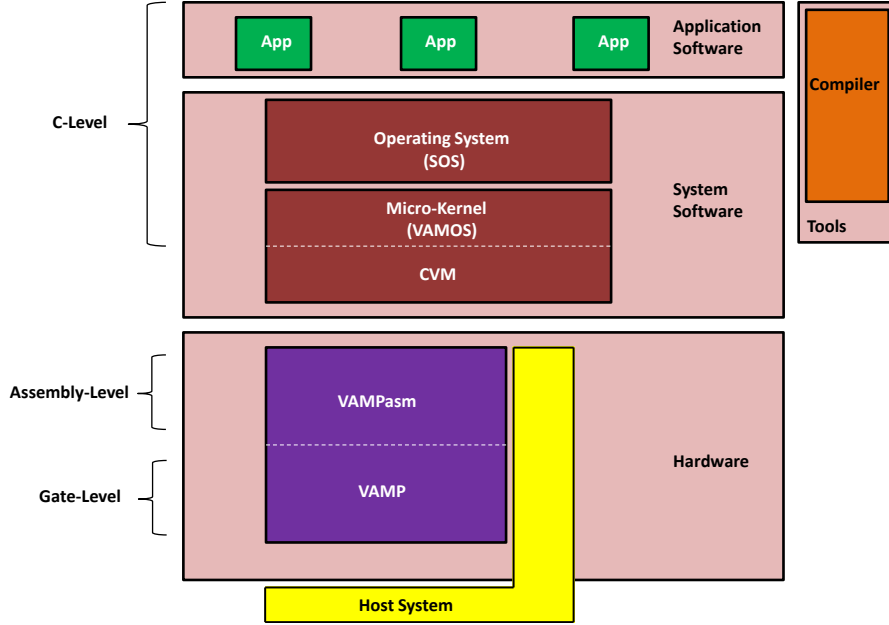 App
App
App
Application
Software
Compiler
C-Level
Operating System
(SOS)
System
Software
Micro-Kernel
(VAMOS)
Tools
CVM
Assembly-Level
VAMPasm
Hardware
Gate-Level
VAMP
Host System